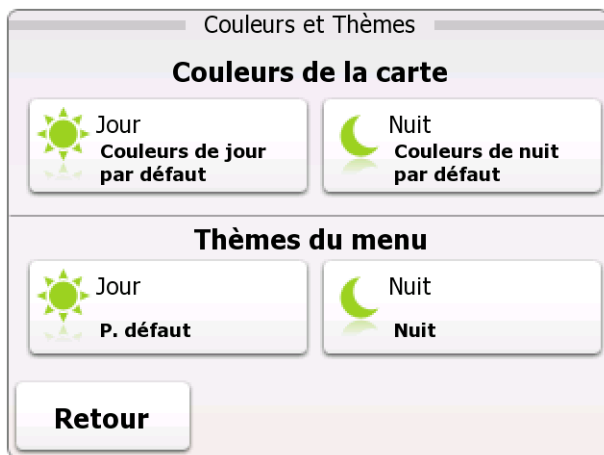 Couleurs et Thèmes
Couleurs de la carte
Jour
Couleurs de jour
par défaut
Nuit
Couleurs de nuit
par défaut
Thèmes du menu
Jour
P. défaut
Nuit
Nuit
Retour